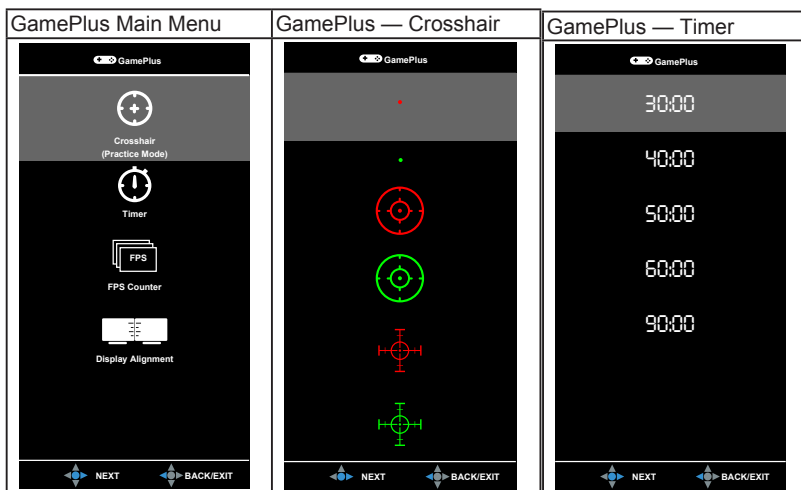 GamePlus Main Menu
GamePlus
Crosshair
(Practice Mode)
Timer
FPS
FPS Counter
Display Alignment
NEXT BACK/EXIT
GamePlus — Crosshair
GamePlus
NEXT BACK/EXIT
GamePlus — Timer
GamePlus
30:00
40:00
50:00
60:00
90:00
NEXT BACK/EXIT